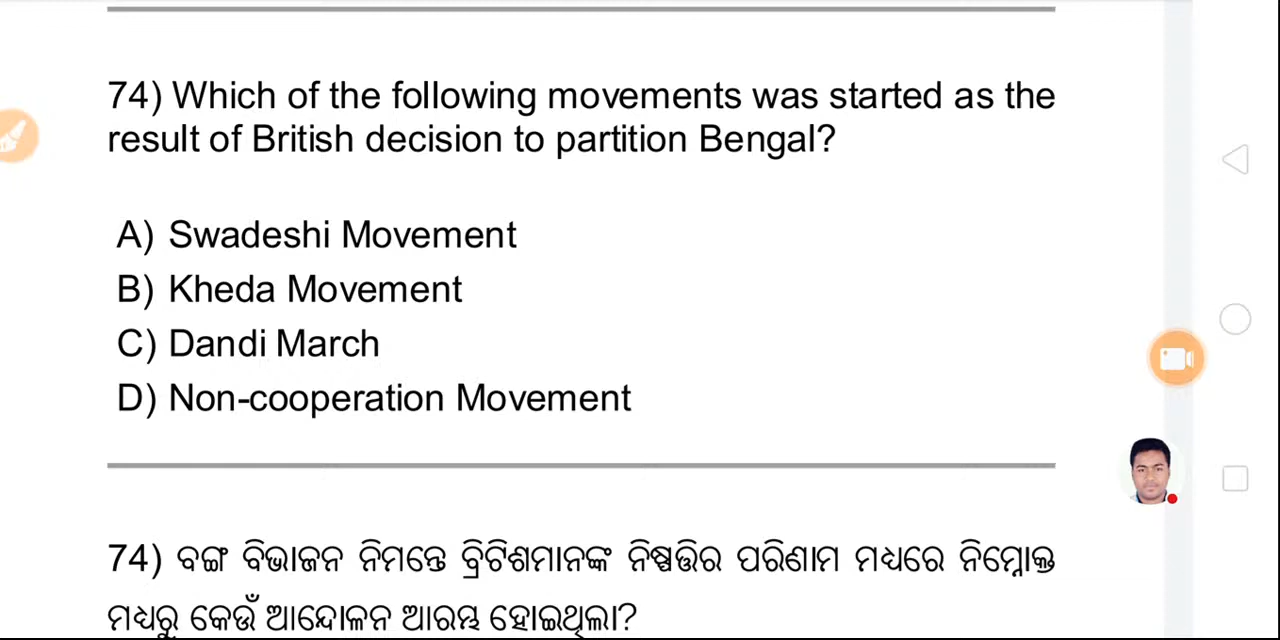 74) Which of the following movements was started as the
result of British decision to partition Bengal?
A) Swadeshi Movement
B) Kheda Movement
C) Dandi March
D) Non-cooperation Movement
74) ବଙ୍ଗ ବିଭାଜନ ନିମନ୍ତେ ବ୍ରିଟିଶମାନଙ୍କ ନିଷ୍ପତ୍ତିର ପରିଣାମ ମଧ୍ୟରେ ନିମ୍ନୋକ୍ତ
ମଧ୍ୟରୁ କେଉଁ ଆନ୍ଦୋଳନ ଆରମ୍ଭ ହୋଇଥିଲା?